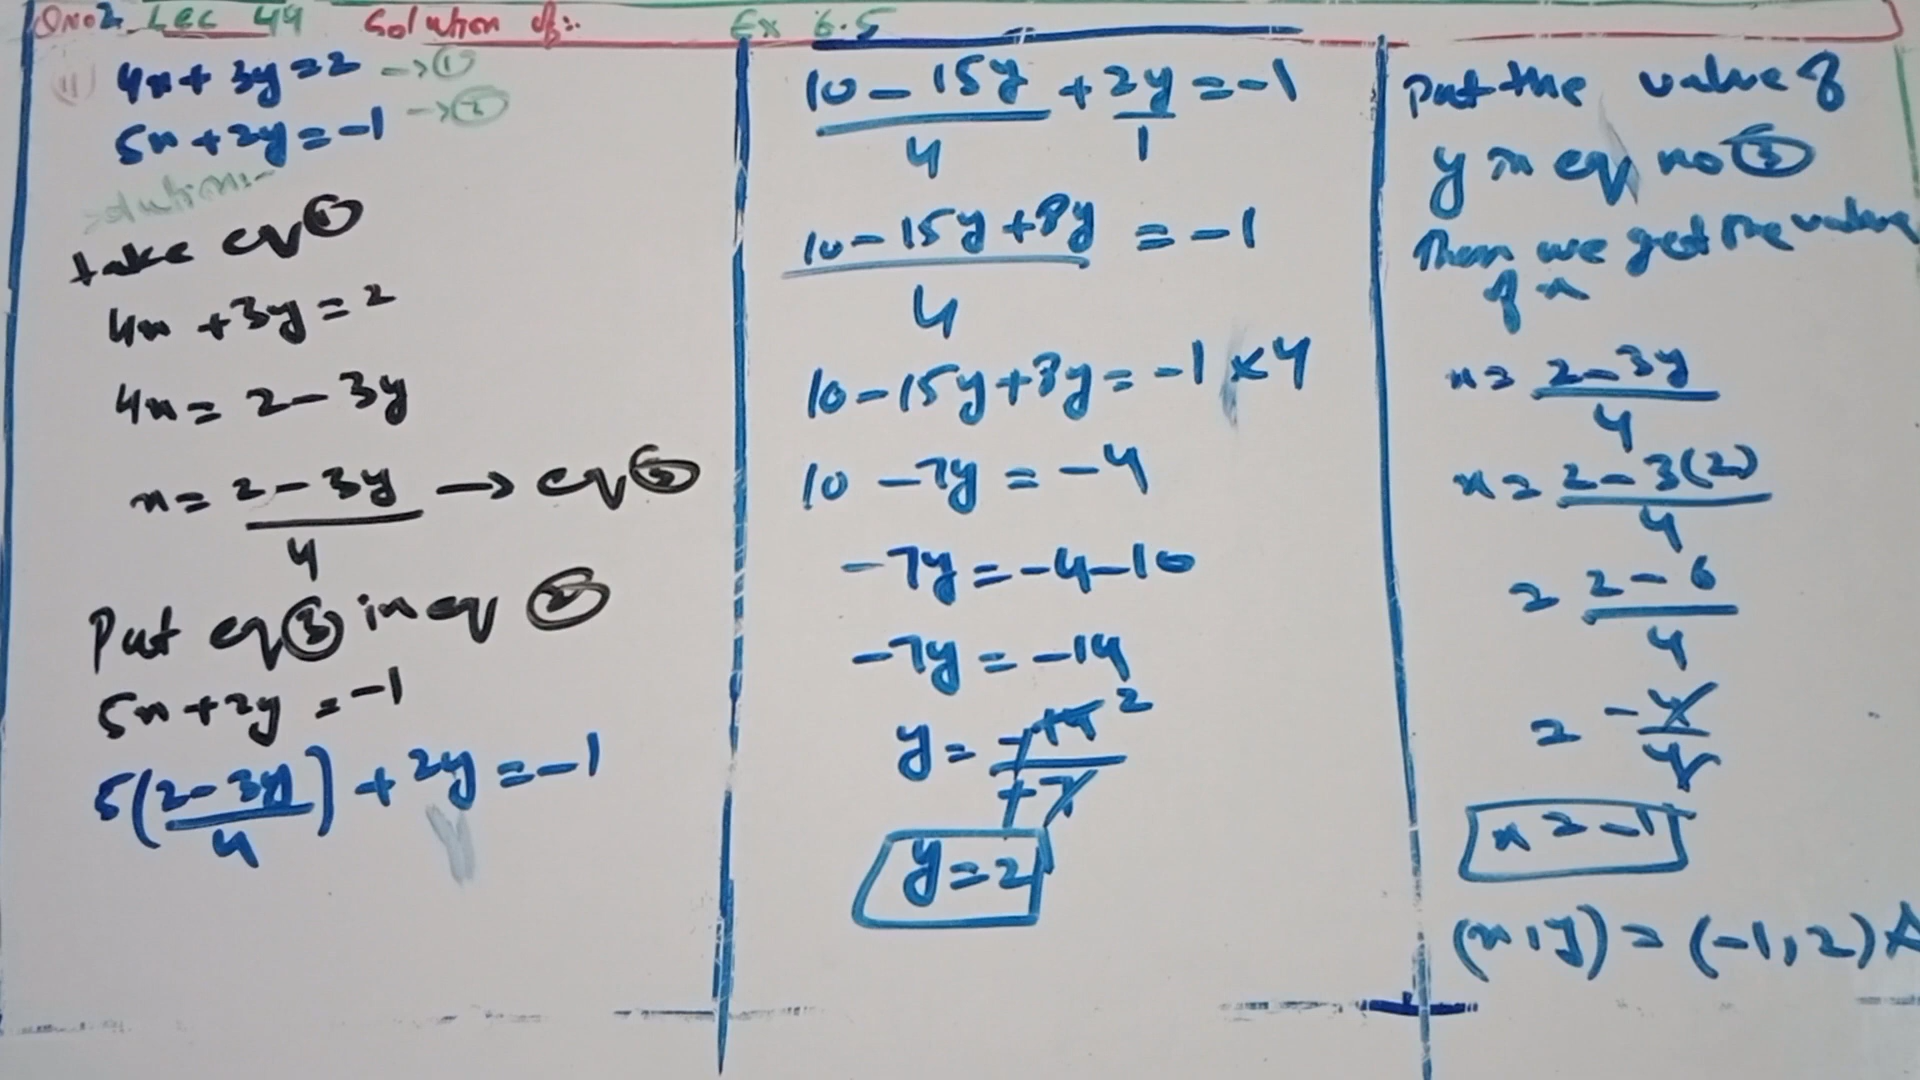 QNo2 Lec 44 Solution of:- Ex 6.5
(ii) 4x + 3y = 2 → ①
5x + 2y = -1 → ②
Solution:-
take eq ①
4x + 3y = 2
4x = 2 - 3y
x = 2 - 3y / 4 → eq ③
Put eq ③ in eq ②
5x + 2y = -1
5(2 - 3y / 4) + 2y = -1
10 - 15y / 4 + 2y / 1 = -1
10 - 15y + 8y / 4 = -1
10 - 15y + 8y = -1 × 4
10 - 7y = -4
-7y = -4 - 10
-7y = -14
y = -14 / -7 2
y = 2
Put the value of
y in eq no ③
Then we get the value
of x
x = 2 - 3y / 4
x = 2 - 3(2) / 4
= 2 - 6 / 4
= -4 / 4
x = -1
(x, y) = (-1, 2) A